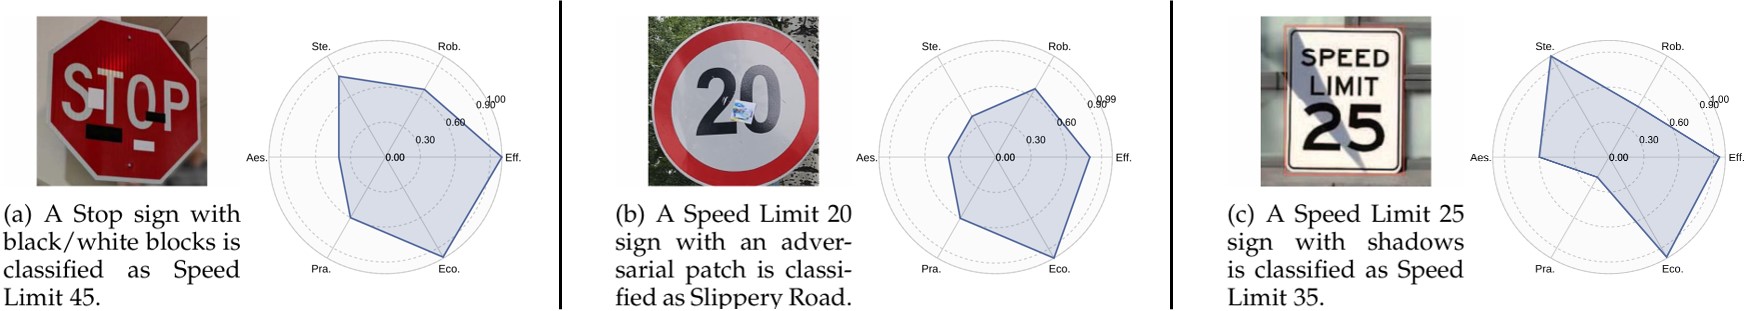 STOP
Ste.
Rob.
1.00
0.90
0.60
0.30
Aes.
0.00
Eff.
Pra.
Eco.
(a) A Stop sign with
black/white blocks is
classified as Speed
Limit 45.
20
Ste.
Rob.
0.99
0.90
0.60
0.30
Aes.
0.00
Eff.
Pra.
Eco.
(b) A Speed Limit 20
sign with an adver-
sarial patch is classi-
fied as Slippery Road.
SPEED
LIMIT
25
Ste.
Rob.
1.00
0.90
0.60
0.30
Aes.
0.00
Eff.
Pra.
Eco.
(c) A Speed Limit 25
sign with shadows
is classified as Speed
Limit 35.